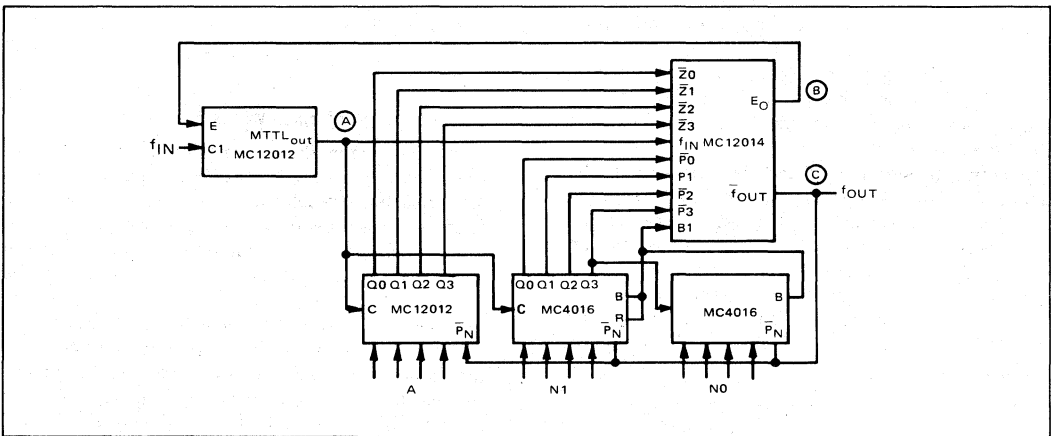 E
C1
MTTLout
MC12012
fIN
A
Z̅0
Z̅1
Z̅2
Z̅3
fIN
P̅0
P1
P̅2
P̅3
B1
MC12014
EO
f̅OUT
B
C
fOUT
Q0 Q1 Q2 Q3
C
MC12012
P̅N
A
Q0 Q1 Q2 Q3
C
MC4016
B
R
P̅N
N1
MC4016
B
P̅N
N0